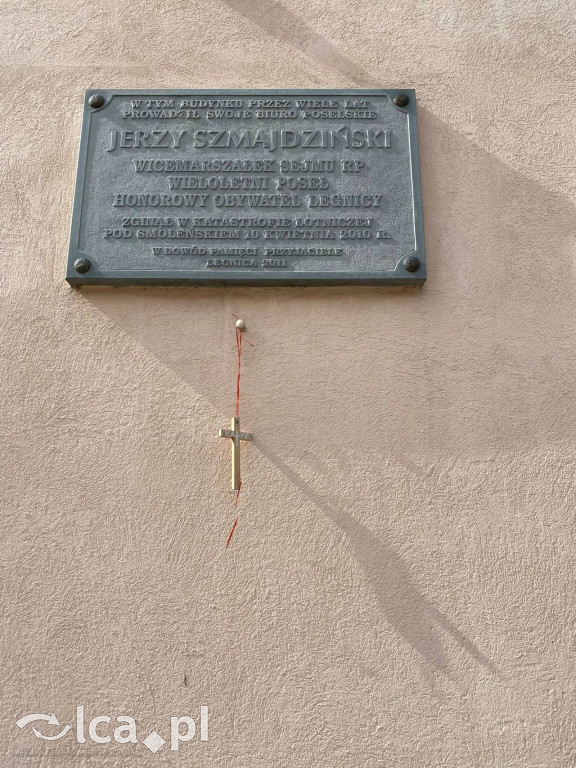 W TYM BUDYNKU PRZEZ WIELE LAT
PROWADZIŁ SWOJE BIURO POSELSKIE
JERZY SZMAJDZIŃSKI
WICEMARSZAŁEK SEJMU RP
WIELOLETNI POSEŁ
HONOROWY OBYWATEL LEGNICY
ZGINĄŁ W KATASTROFIE LOTNICZEJ
POD SMOLEŃSKIEM 10 KWIETNIA 2010 R.
W DOWÓD PAMIĘCI PRZYJACIELE
LEGNICA 2011
lca.pl